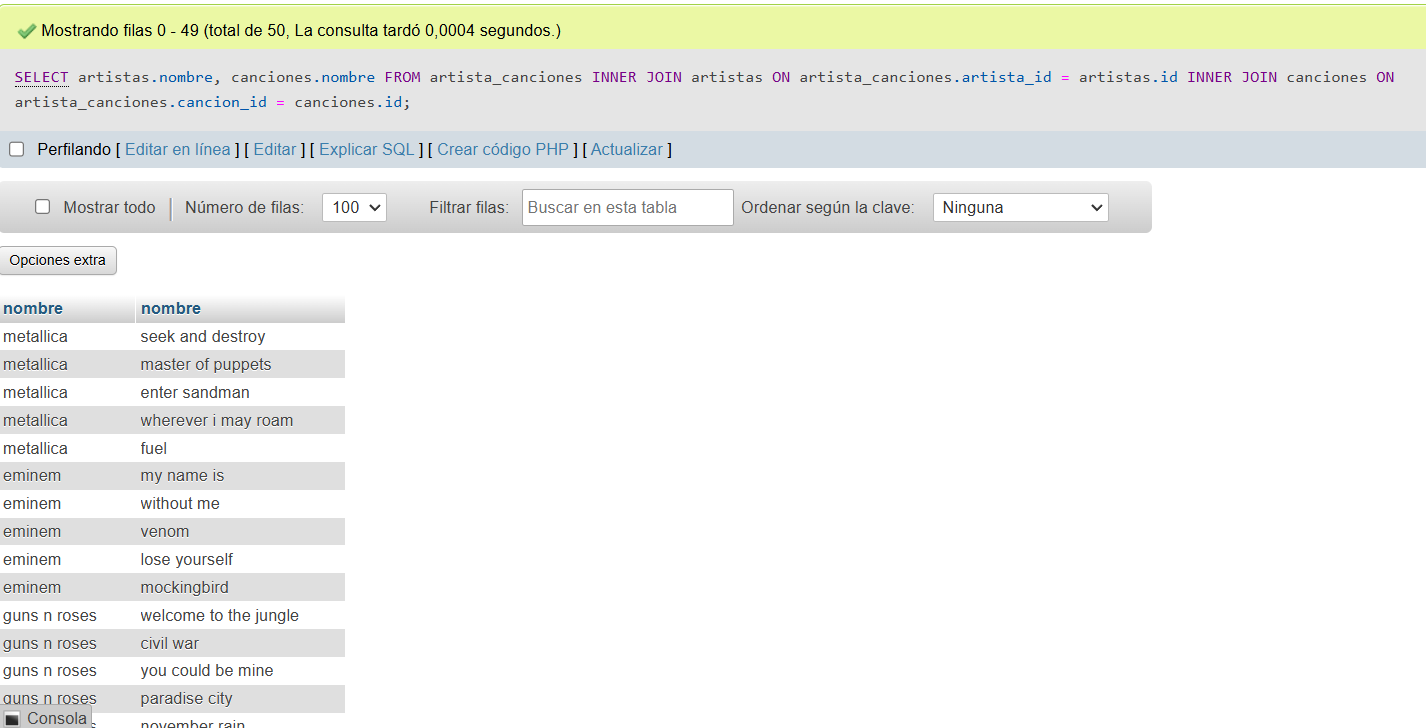 Mostrando filas 0 - 49 (total de 50, La consulta tardó 0,0004 segundos.)
SELECT artistas.nombre, canciones.nombre FROM artista_canciones INNER JOIN artistas ON artista_canciones.artista_id = artistas.id INNER JOIN canciones ON
artista_canciones.cancion_id = canciones.id;
Perfilando [ Editar en línea ] [ Editar ] [ Explicar SQL ] [ Crear código PHP ] [ Actualizar ]
Mostrar todo Número de filas: 100 Filtrar filas: Buscar en esta tabla Ordenar según la clave: Ninguna
Opciones extra
nombre nombre
metallica seek and destroy
metallica master of puppets
metallica enter sandman
metallica wherever i may roam
metallica fuel
eminem my name is
eminem without me
eminem venom
eminem lose yourself
eminem mockingbird
guns n roses welcome to the jungle
guns n roses civil war
guns n roses you could be mine
guns n roses paradise city
Consola november rain